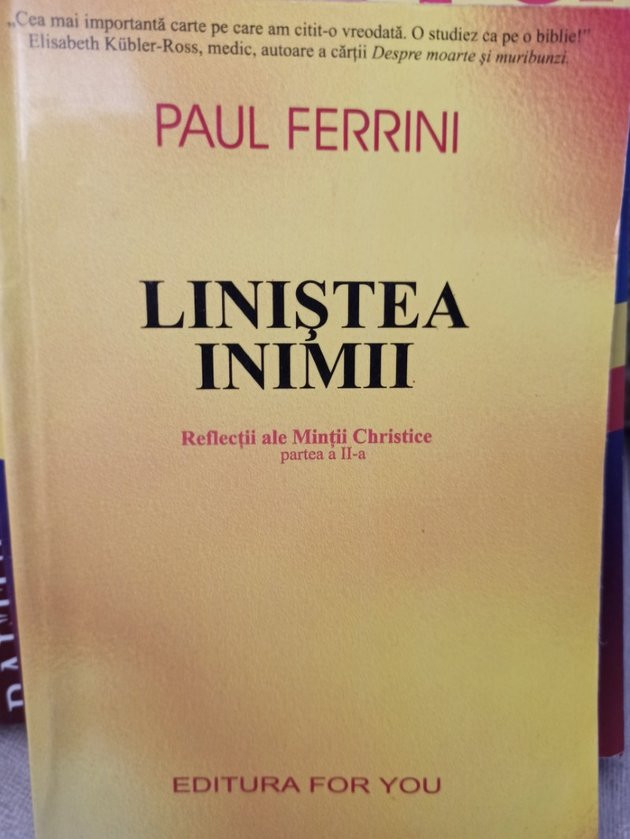 „Cea mai importantă carte pe care am citit-o vreodată. O studiez ca pe o biblie!”
Elisabeth Kübler-Ross, medic, autoare a cărții Despre moarte și muribunzi.
PAUL FERRINI
LINIŞTEA
INIMII
Reflecții ale Minții Christice
partea a II-a
EDITURA FOR YOU